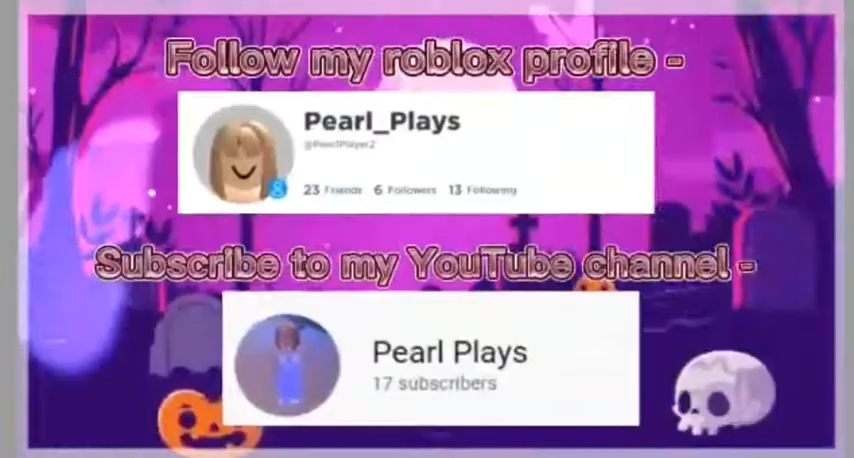 Follow my roblox profile -
Pearl_Plays
@PearlPlayer2
23 Friends 6 Followers 13 Following
Subscribe to my YouTube channel -
Pearl Plays
17 subscribers